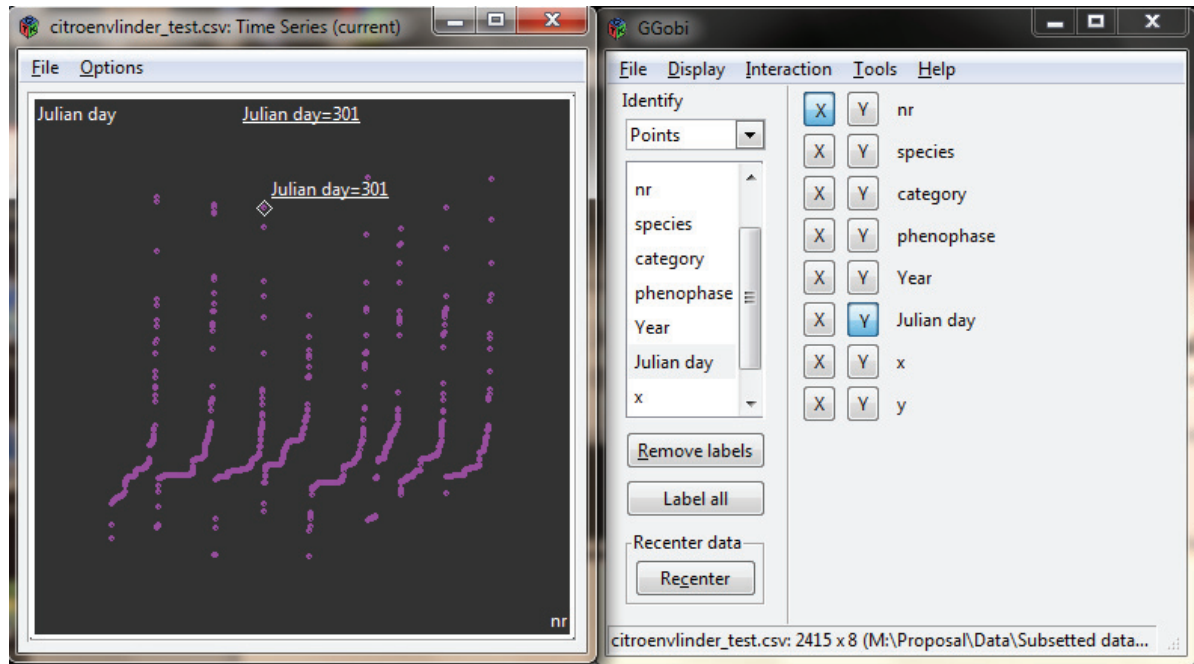 citroenvlinder_test.csv: Time Series (current)
File Options
Julian day
Julian day=301
Julian day=301
nr
GGobi
File Display Interaction Tools Help
Identify
Points
nr
species
category
phenophase
Year
Julian day
x
Remove labels
Label all
Recenter data
Recenter
X Y nr
X Y species
X Y category
X Y phenophase
X Y Year
X Y Julian day
X Y x
X Y y
citroenvlinder_test.csv: 2415 x 8 (M:\Proposal\Data\Subsetted data...